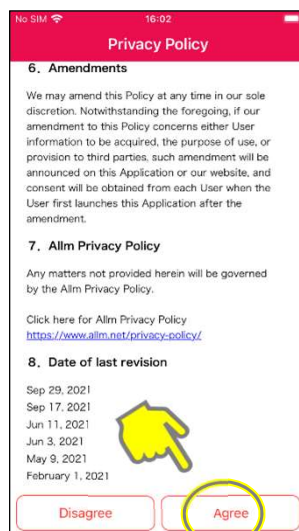 No SIM 16:02
Privacy Policy
6. Amendments
We may amend this Policy at any time in our sole
discretion. Notwithstanding the foregoing, if our
amendment to this Policy concerns either User
information to be acquired, the purpose of use, or
provision to third parties, such amendment will be
announced on this Application or our website, and
consent will be obtained from each User when the
User first launches this Application after the
amendment.
7. Allm Privacy Policy
Any matters not provided herein will be governed
by the Allm Privacy Policy.
Click here for Allm Privacy Policy
https://www.allm.net/privacy-policy/
8. Date of last revision
Sep 29, 2021
Sep 17, 2021
Jun 11, 2021
Jun 3, 2021
May 9, 2021
February 1, 2021
Disagree Agree